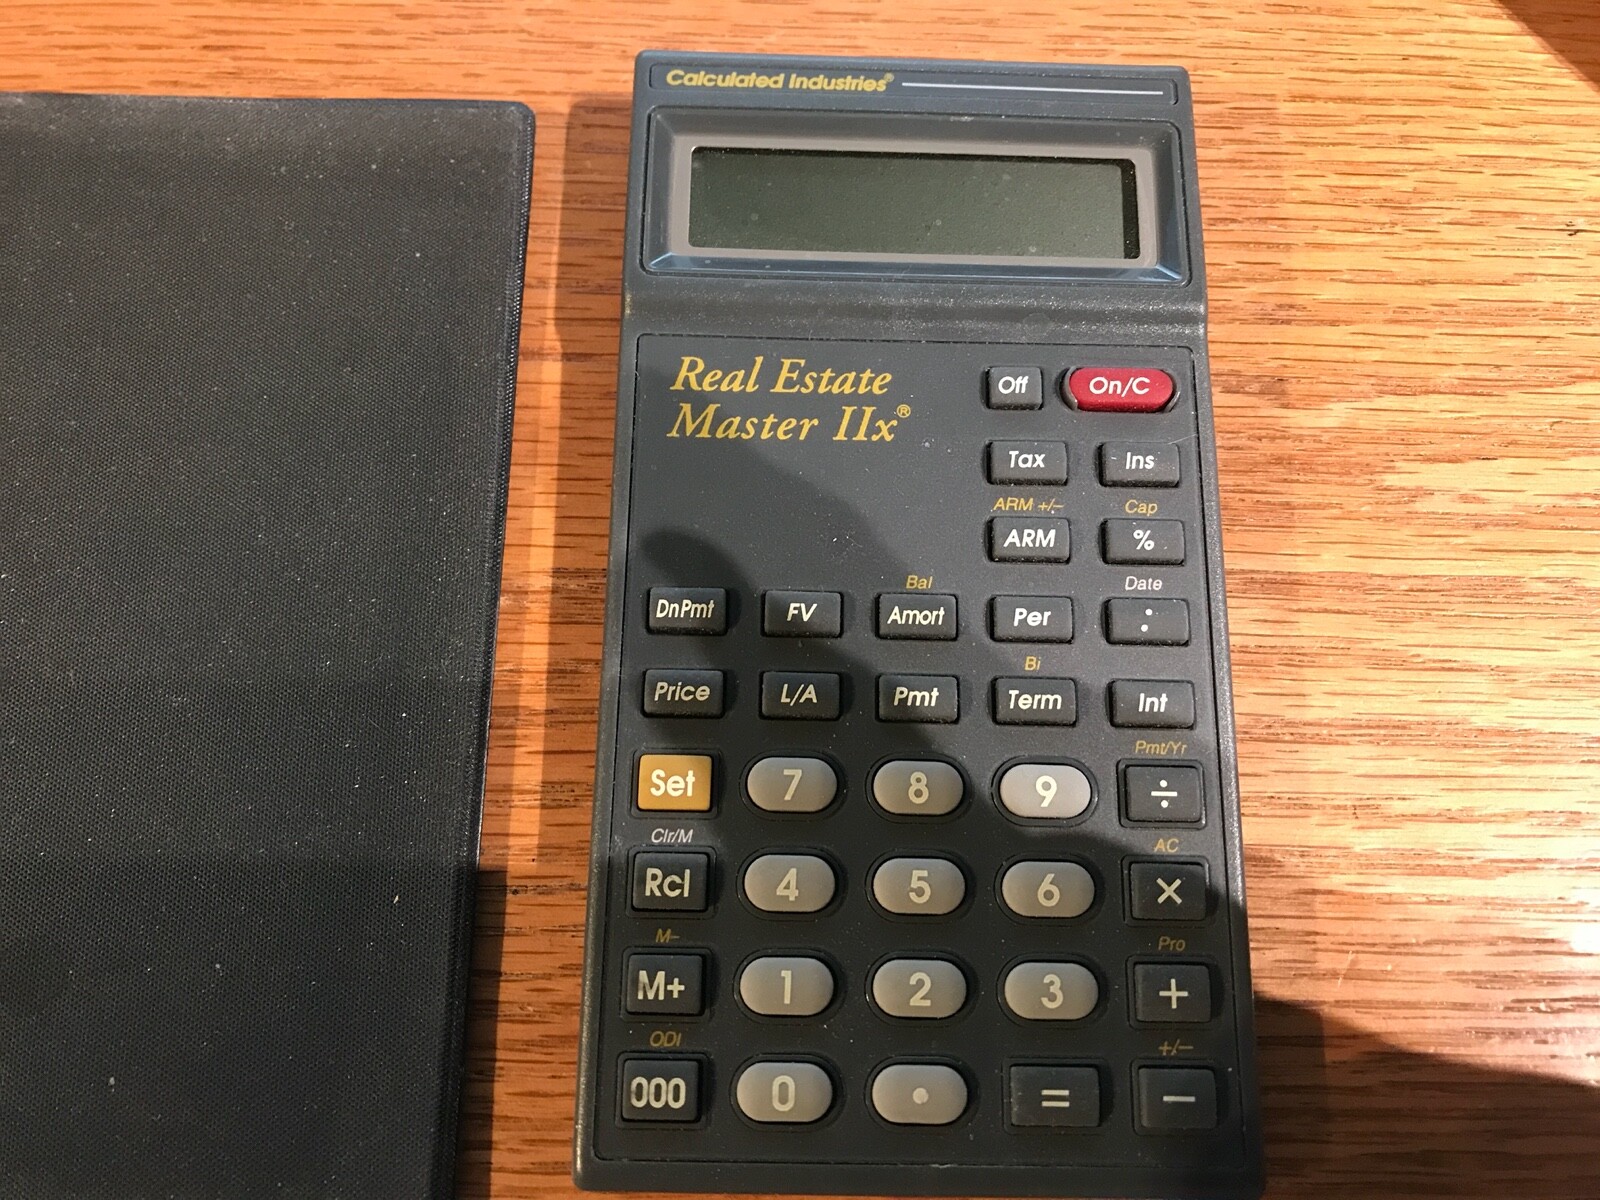 Calculated Industries®
Real Estate
Master IIx®
Off On/C
Tax Ins
ARM +/- Cap
ARM %
Bal Date
DnPmt FV Amort Per :
Bi
Price L/A Pmt Term Int
Pmt/Yr
Set 7 8 9 ÷
Clr/M AC
Rcl 4 5 6 ×
M- Pro
M+ 1 2 3 +
ODI +/-
000 0 . = -